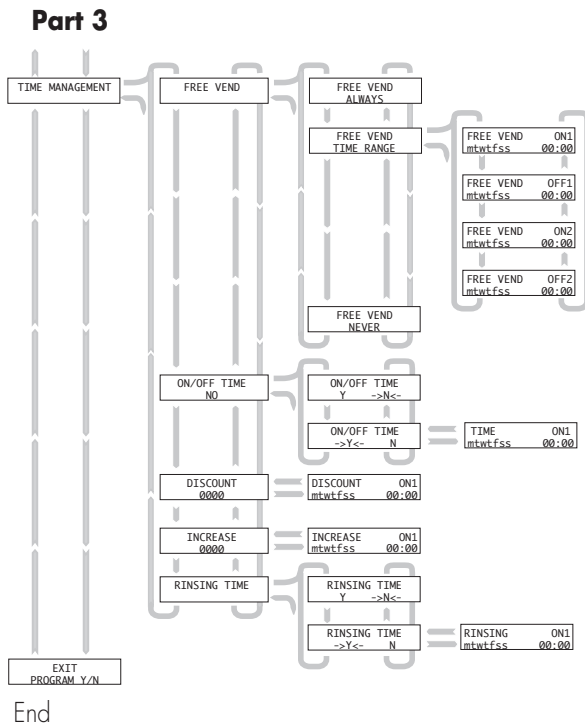 Part 3
TIME MANAGEMENT
FREE VEND
FREE VEND
ALWAYS
FREE VEND
TIME RANGE
FREE VEND ON1
mtwtfss 00:00
FREE VEND OFF1
mtwtfss 00:00
FREE VEND ON2
mtwtfss 00:00
FREE VEND OFF2
mtwtfss 00:00
FREE VEND
NEVER
ON/OFF TIME
NO
ON/OFF TIME
Y ->N<-
ON/OFF TIME
->Y<- N
TIME ON1
mtwtfss 00:00
DISCOUNT
0000
DISCOUNT ON1
mtwtfss 00:00
INCREASE
0000
INCREASE ON1
mtwtfss 00:00
RINSING TIME
RINSING TIME
Y ->N<-
RINSING TIME
->Y<- N
RINSING ON1
mtwtfss 00:00
EXIT
PROGRAM Y/N
End